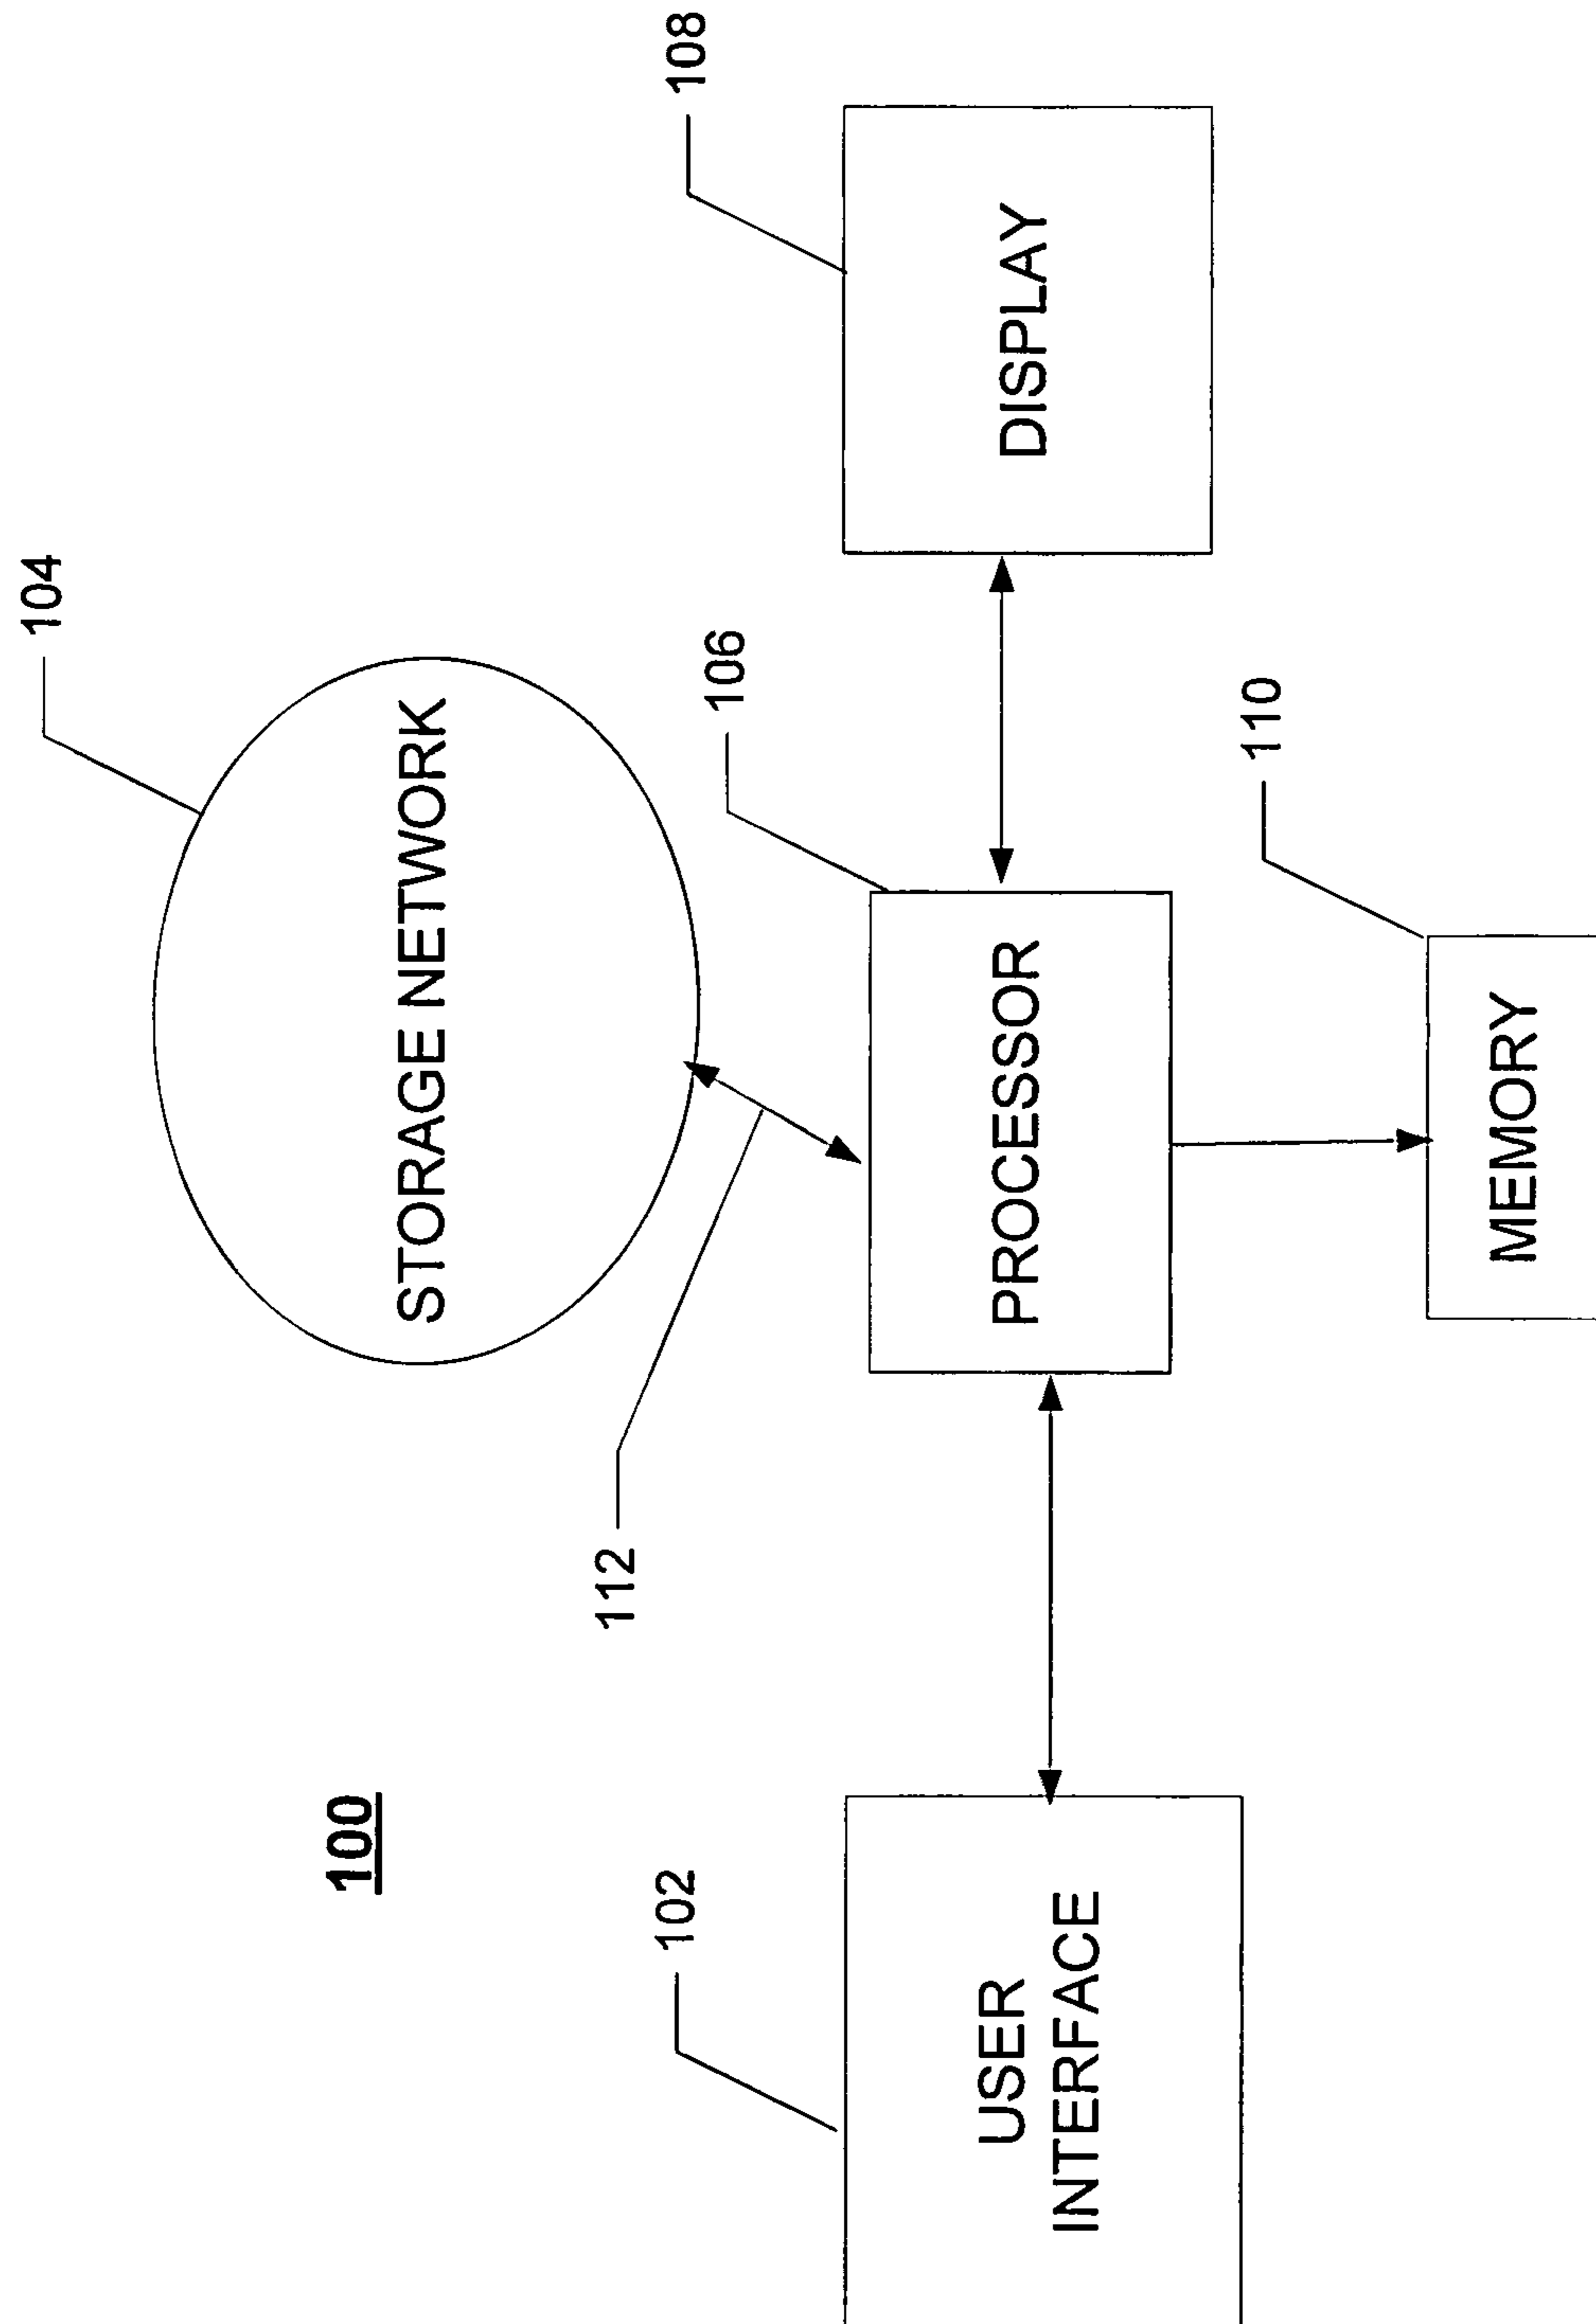 100
104
STORAGE NETWORK
112
106
108
102
USER
INTERFACE
PROCESSOR
DISPLAY
110
MEMORY